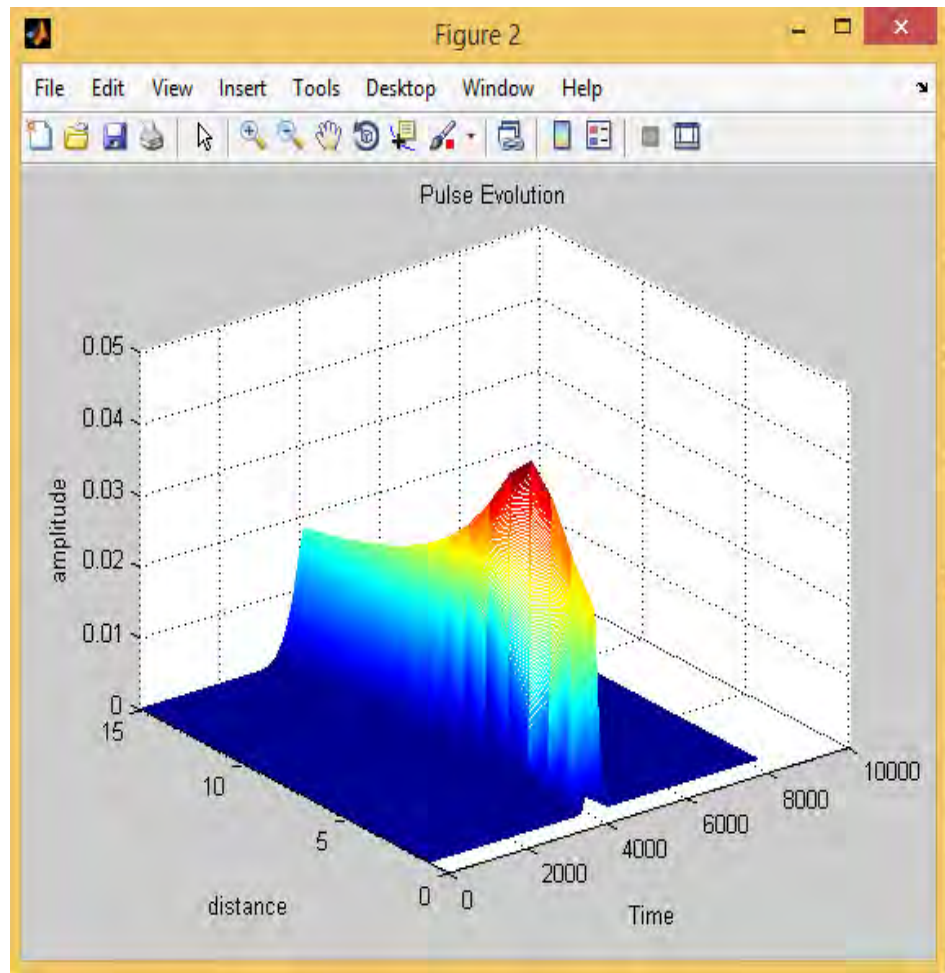 Figure 2
File Edit View Insert Tools Desktop Window Help
Pulse Evolution
0.05
0.04
0.03
0.02
0.01
0
amplitude
15
10
5
0
distance
0
2000
4000
6000
8000
10000
Time